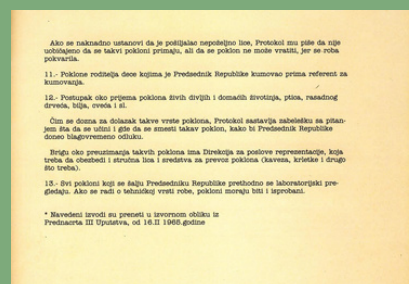 Ako se naknadno ustanovi da je pošiljalac nepoželjno lice, Protokol mu piše da nije
uobičajeno da se takvi pokloni primaju, ali da se poklon ne može vratiti, jer se roba
pokvarila.
11.- Poklone roditelja dece kojima je Predsednik Republike kumovao prima referent za
kumovanja.
12.- Postupak oko prijema poklona živih divljih i domaćih životinja, ptica, rasadnog
drveća, bilja, cveća i sl.
Čim se dozna za dolazak takve vrste poklona, Protokol sastavlja zabelešku sa pitan-
jem šta da se učini i gde da se smesti takav poklon, kako bi Predsednik Republike
doneo blagovremeno odluku.
Brigu oko preuzimanja takvih poklona ima Direkcija za poslove reprezentacije, koja
treba da obezbedi i stručna lica i sredstva za prevoz poklona (kaveza, krletke i drugo
što treba).
13.- Svi pokloni koji se šalju Predsedniku Republike prethodno se laboratorijski pre-
gledaju. Ako se radi o tehničkoj vrsti robe, pokloni moraju biti i isprobani.
* Navedeni izvodi su preneti u izvornom obliku iz
Prednacrta III Uputstva, od 16.II 1965.godine